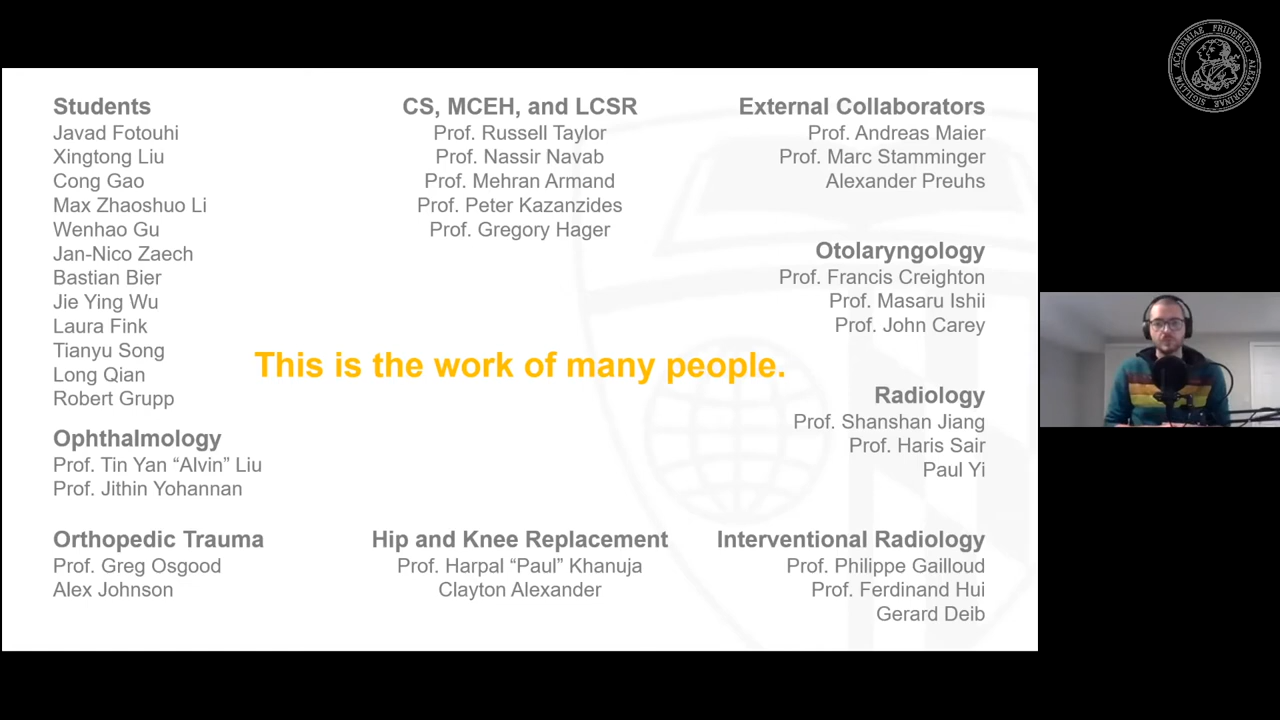 Students
Javad Fotouhi
Xingtong Liu
Cong Gao
Max Zhaoshuo Li
Wenhao Gu
Jan-Nico Zaech
Bastian Bier
Jie Ying Wu
Laura Fink
Tianyu Song
Long Qian
Robert Grupp
Ophthalmology
Prof. Tin Yan “Alvin” Liu
Prof. Jithin Yohannan
Orthopedic Trauma
Prof. Greg Osgood
Alex Johnson
CS, MCEH, and LCSR
Prof. Russell Taylor
Prof. Nassir Navab
Prof. Mehran Armand
Prof. Peter Kazanzides
Prof. Gregory Hager
This is the work of many people.
Hip and Knee Replacement
Prof. Harpal “Paul” Khanuja
Clayton Alexander
External Collaborators
Prof. Andreas Maier
Prof. Marc Stamminger
Alexander Preuhs
Otolaryngology
Prof. Francis Creighton
Prof. Masaru Ishii
Prof. John Carey
Radiology
Prof. Shanshan Jiang
Prof. Haris Sair
Paul Yi
Interventional Radiology
Prof. Philippe Gailloud
Prof. Ferdinand Hui
Gerard Deib
SIGILLVM ACADEMIAE FRIDERICO ALEXANDRINAE